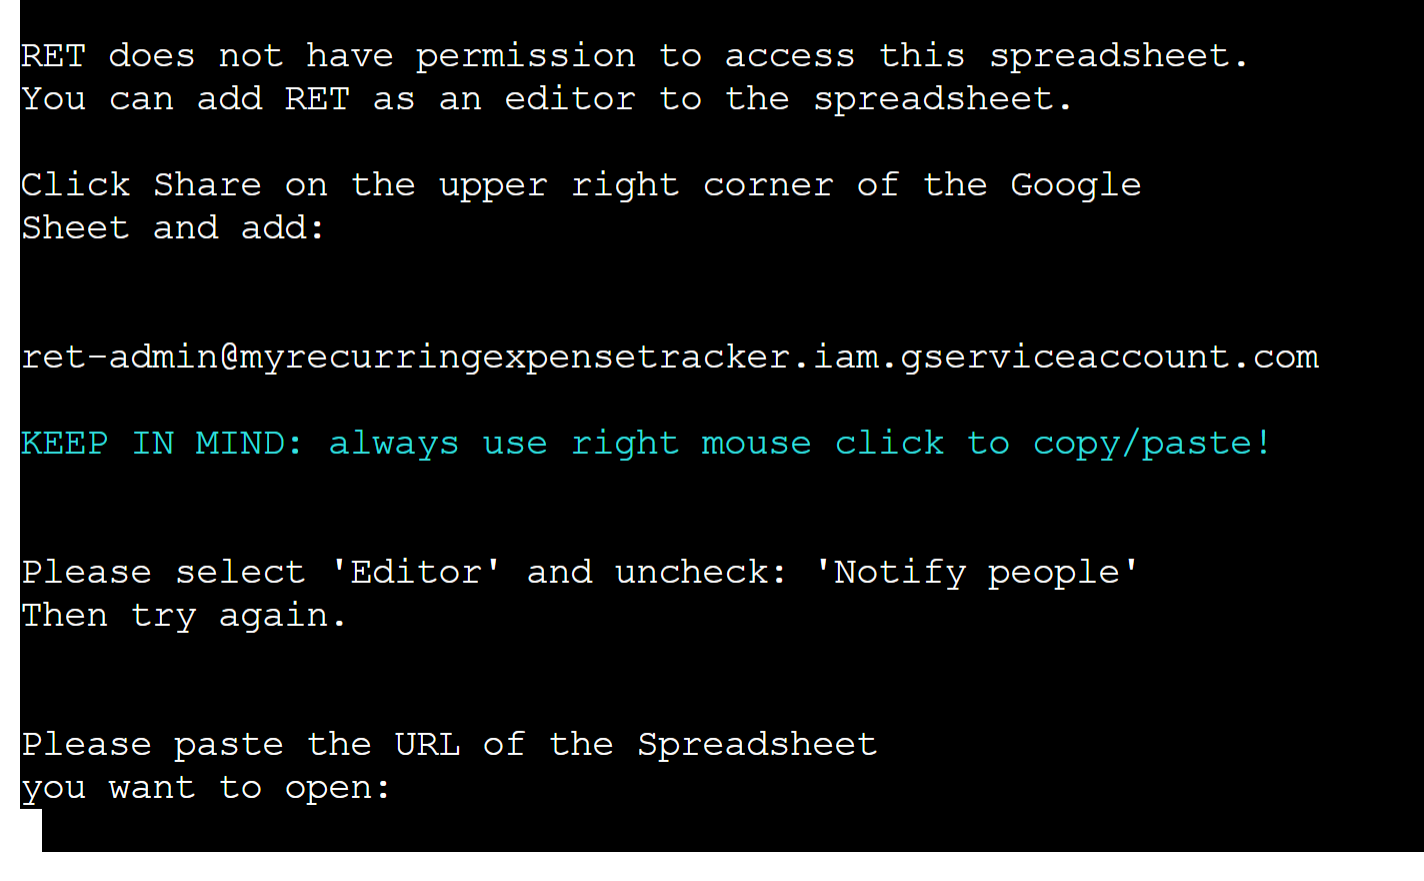 RET does not have permission to access this spreadsheet.
You can add RET as an editor to the spreadsheet.
Click Share on the upper right corner of the Google
Sheet and add:
ret-admin@myrecurringexpensetracker.iam.gserviceaccount.com
KEEP IN MIND: always use right mouse click to copy/paste!
Please select 'Editor' and uncheck: 'Notify people'
Then try again.
Please paste the URL of the Spreadsheet
you want to open: